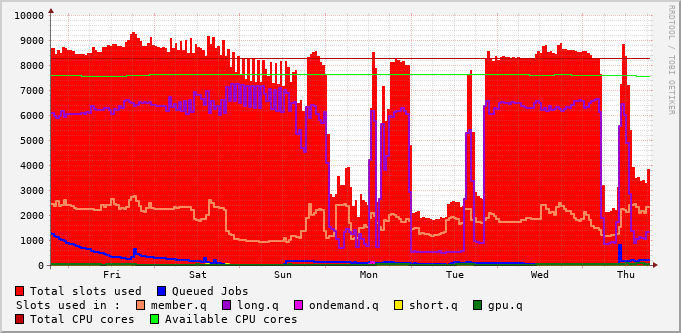 10000
9000
8000
7000
6000
5000
4000
3000
2000
1000
0
Fri Sat Sun Mon Tue Wed Thu
RRDTOOL / TOBI OETIKER
Total slots used Queued Jobs
Slots used in : member.q long.q ondemand.q short.q gpu.q
Total CPU cores Available CPU cores